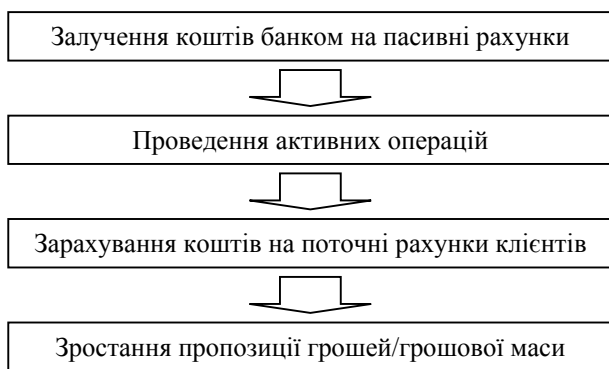 Залучення коштів банком на пасивні рахунки
Проведення активних операцій
Зарахування коштів на поточні рахунки клієнтів
Зростання пропозиції грошей/грошової маси